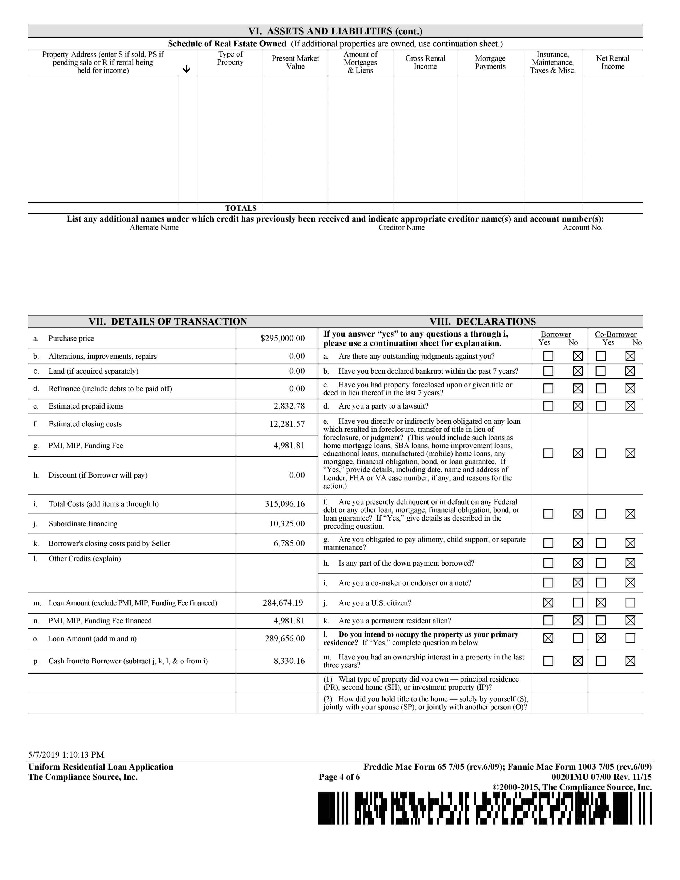 VI. ASSETS AND LIABILITIES (cont.)
Schedule of Real Estate Owned (If additional properties are owned, use continuation sheet.)
Property Address (enter S if sold, PS if pending sale or R if rental being held for income)
Type of Property
Present Market Value
Amount of Mortgages & Liens
Gross Rental Income
Mortgage Payments
Insurance, Maintenance, Taxes & Misc.
Net Rental Income
TOTALS
List any additional names under which credit has previously been received and indicate appropriate creditor name(s) and account number(s):
Alternate Name Creditor Name Account No.
VII. DETAILS OF TRANSACTION
a. Purchase price $295,000.00
b. Alterations, improvements, repairs 0.00
c. Land (if acquired separately) 0.00
d. Refinance (include debts to be paid off) 0.00
e. Estimated prepaid items 2,832.78
f. Estimated closing costs 12,281.57
g. PMI, MIP, Funding Fee 4,981.81
h. Discount (if Borrower will pay) 0.00
i. Total Costs (add items a through h) 315,096.16
j. Subordinate financing 10,325.00
k. Borrower's closing costs paid by Seller 6,785.00
l. Other Credits (explain)
m. Loan Amount (exclude PMI, MIP, Funding Fee financed) 284,674.19
n. PMI, MIP, Funding Fee financed 4,981.81
o. Loan Amount (add m and n) 289,656.00
p. Cash from/to Borrower (subtract j, k, l, & o from i) 8,330.16
VIII. DECLARATIONS
If you answer "yes" to any questions a through i,
please use a continuation sheet for explanation.
Borrower Co-Borrower
Yes No Yes No
a. Are there any outstanding judgments against you?
b. Have you been declared bankrupt within the past 7 years?
c. Have you had property foreclosed upon or given title or
deed in lieu thereof in the last 7 years?
d. Are you a party to a lawsuit?
e. Have you directly or indirectly been obligated on any loan
which resulted in foreclosure, transfer of title in lieu of
foreclosure, or judgment? (This would include such loans as
home mortgage loans, SBA loans, home improvement loans,
educational loans, manufactured (mobile) home loans, any
mortgage, financial obligation, bond, or loan guarantee. If
"Yes," provide details, including date, name and address of
Lender, FHA or VA case number, if any, and reasons for the
action.)
f. Are you presently delinquent or in default on any Federal
debt or any other loan, mortgage, financial obligation, bond, or
loan guarantee? If "Yes," give details as described in the
preceding question.
g. Are you obligated to pay alimony, child support, or separate
maintenance?
h. Is any part of the down payment borrowed?
i. Are you a co-maker or endorser on a note?
j. Are you a U.S. citizen?
k. Are you a permanent resident alien?
l. Do you intend to occupy the property as your primary
residence? If "Yes," complete question m below
m. Have you had an ownership interest in a property in the last
three years?
(1) What type of property did you own — principal residence
(PR), second home (SH), or investment property (IP)?
(2) How did you hold title to the home — solely by yourself (S),
jointly with your spouse (SP), or jointly with another person (O)?
5/7/2019 1:10:13 PM
Uniform Residential Loan Application Freddie Mac Form 65 7/05 (rev.6/09); Fannie Mae Form 1003 7/05 (rev.6/09)
The Compliance Source, Inc. Page 4 of 6 00201MU 07/00 Rev. 11/15
©2000-2015, The Compliance Source, Inc.